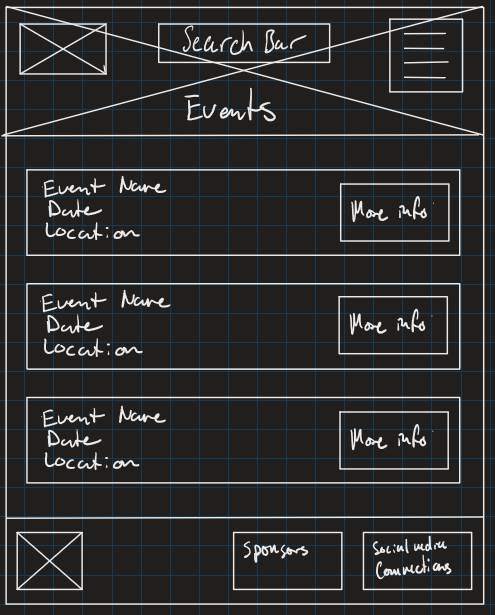 Search Bar
Events
Event Name
Date
Location
More info
Event Name
Date
Location
More info
Event Name
Date
Location
More info
Sponsors
Social media
Connections